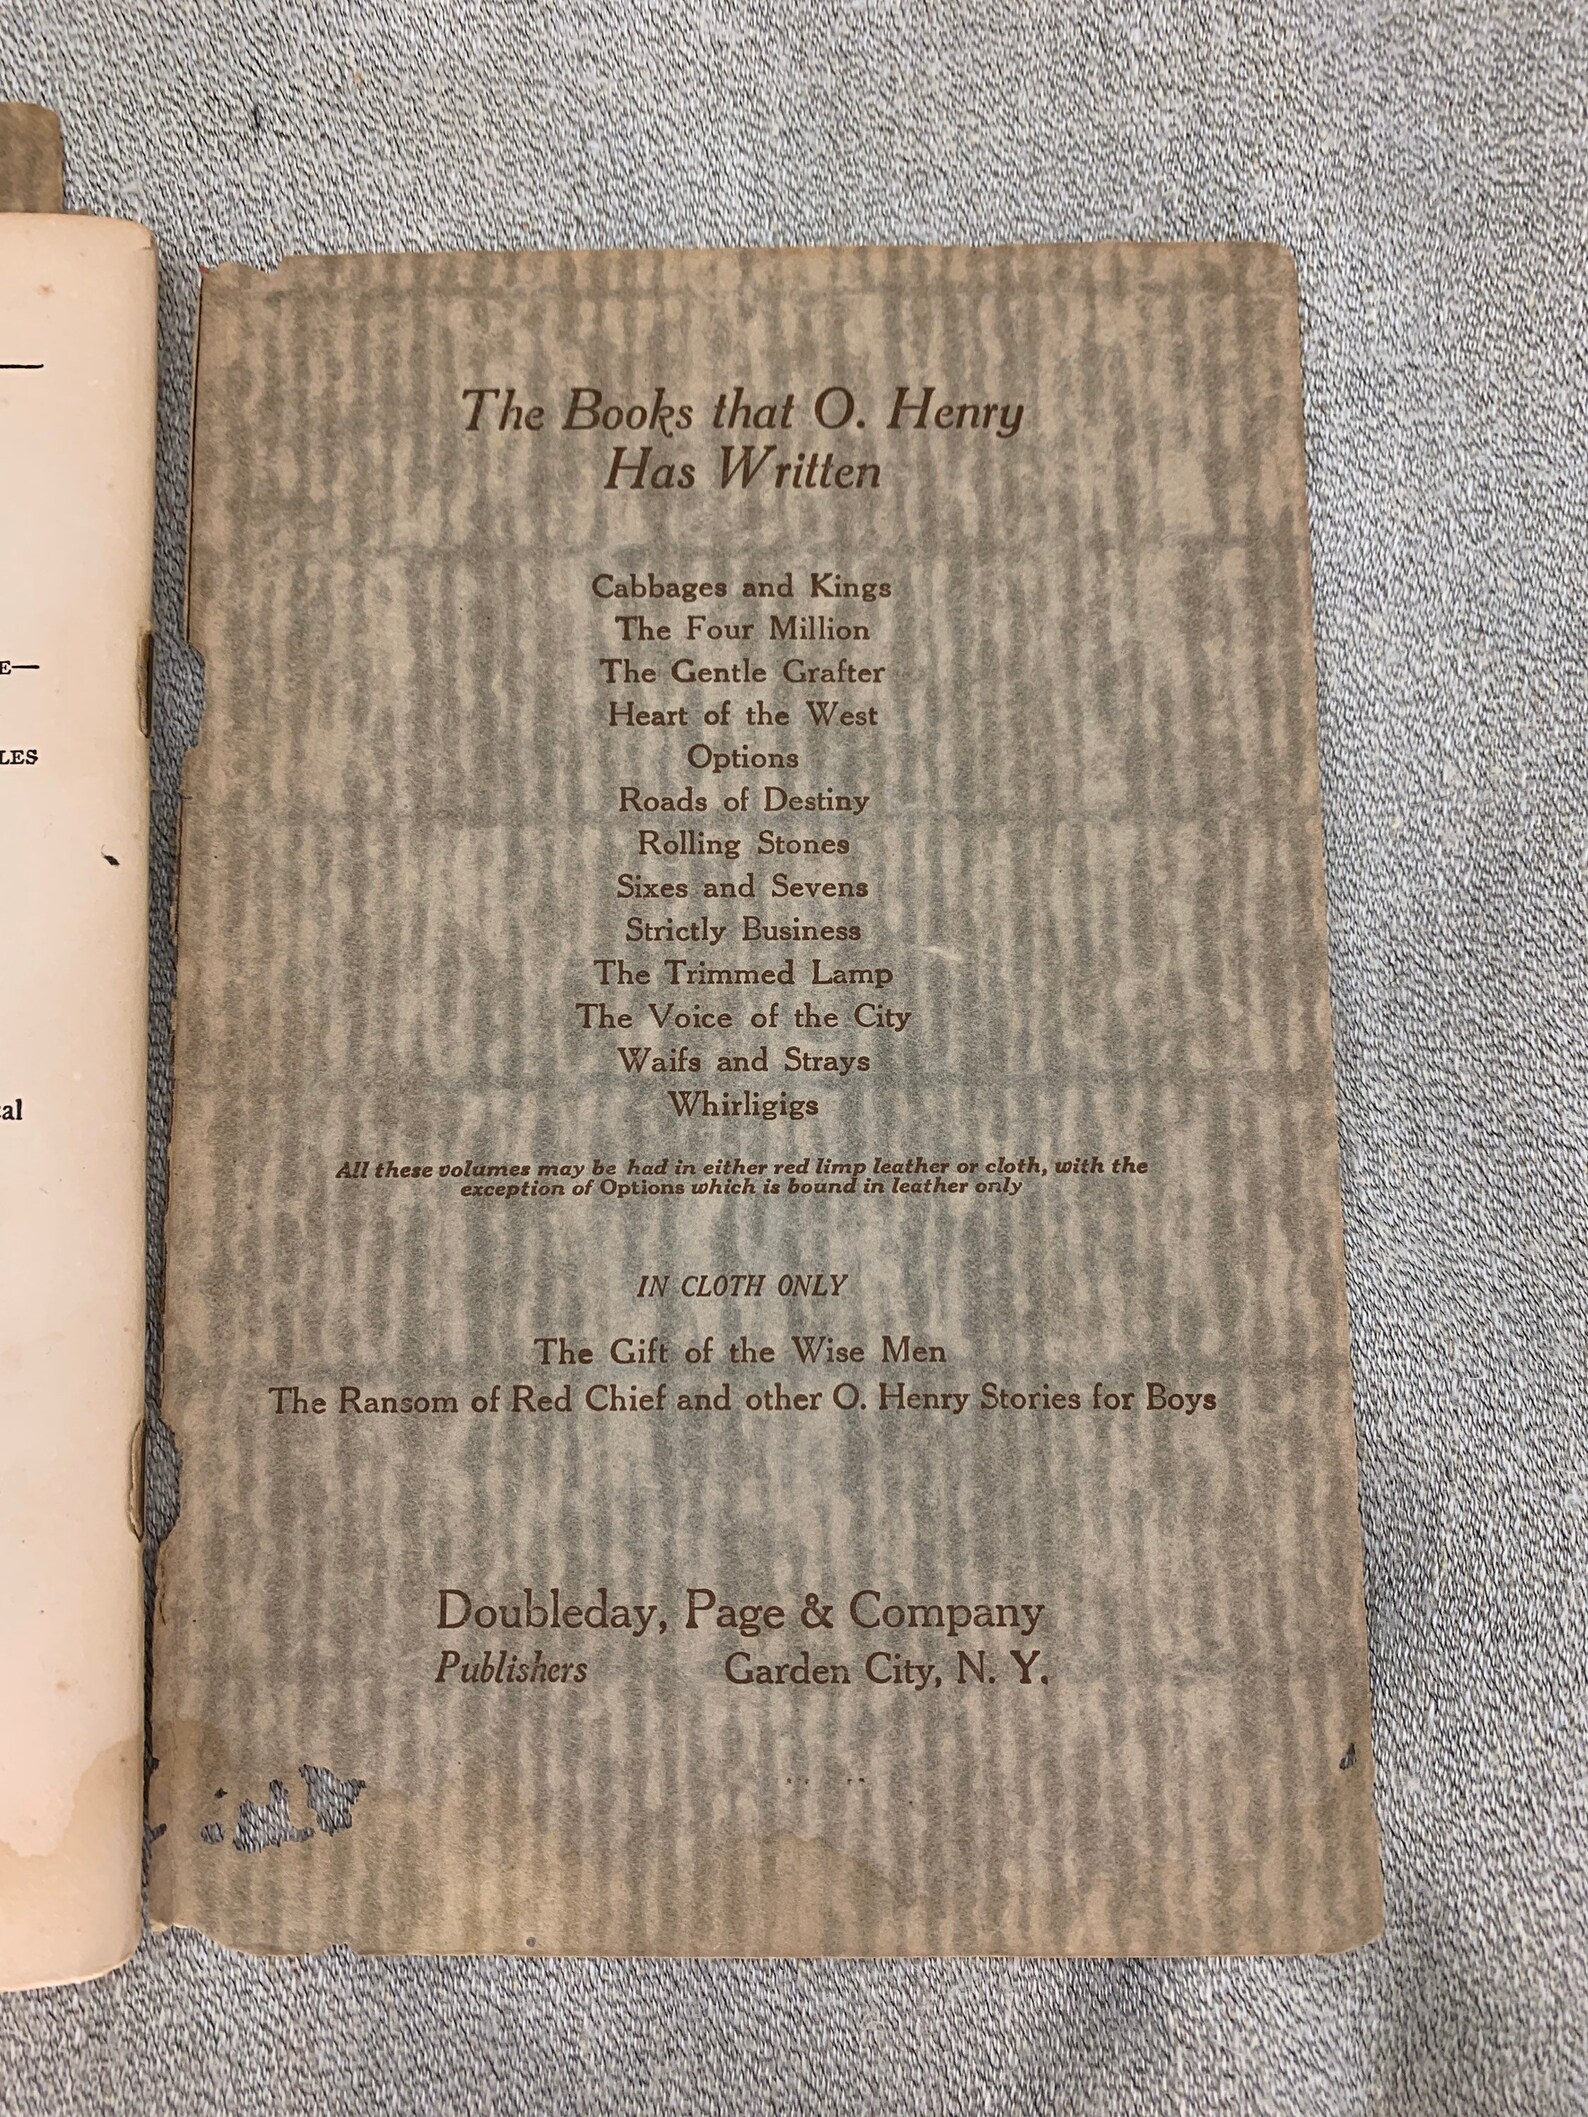 E—
LES
al
The Books that O. Henry
Has Written
Cabbages and Kings
The Four Million
The Gentle Grafter
Heart of the West
Options
Roads of Destiny
Rolling Stones
Sixes and Sevens
Strictly Business
The Trimmed Lamp
The Voice of the City
Waifs and Strays
Whirligigs
All these volumes may be had in either red limp leather or cloth, with the
exception of Options which is bound in leather only
IN CLOTH ONLY
The Gift of the Wise Men
The Ransom of Red Chief and other O. Henry Stories for Boys
Doubleday, Page & Company
Publishers Garden City, N. Y.